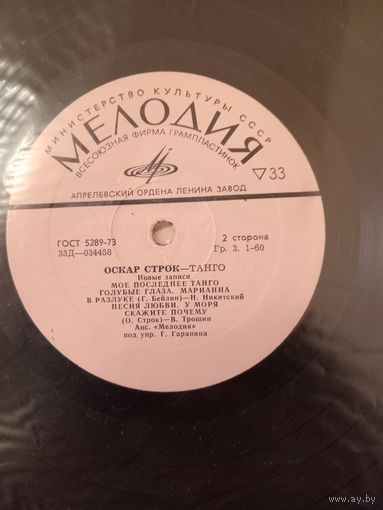 МИНИСТЕРСТВО КУЛЬТУРЫ СССР
МЕЛОДИЯ
ВСЕСОЮЗНАЯ ФИРМА ГРАМПЛАСТИНОК
▽33
АПРЕЛЕВСКИЙ ОРДЕНА ЛЕНИНА ЗАВОД
ГОСТ 5289-73
2 сторона
33Д—034458
Гр. 3. 1-60
ОСКАР СТРОК—ТАНГО
Новые записи
МОЕ ПОСЛЕДНЕЕ ТАНГО
ГОЛУБЫЕ ГЛАЗА. МАРИАННА
В РАЗЛУКЕ (Г. Бейлин)—Н. Никитский
ПЕСНЯ ЛЮБВИ. У МОРЯ
СКАЖИТЕ ПОЧЕМУ
(О. Строк)—В. Трошин
Анс. «Мелодия»
под упр. Г. Гаранина
www.ay.by